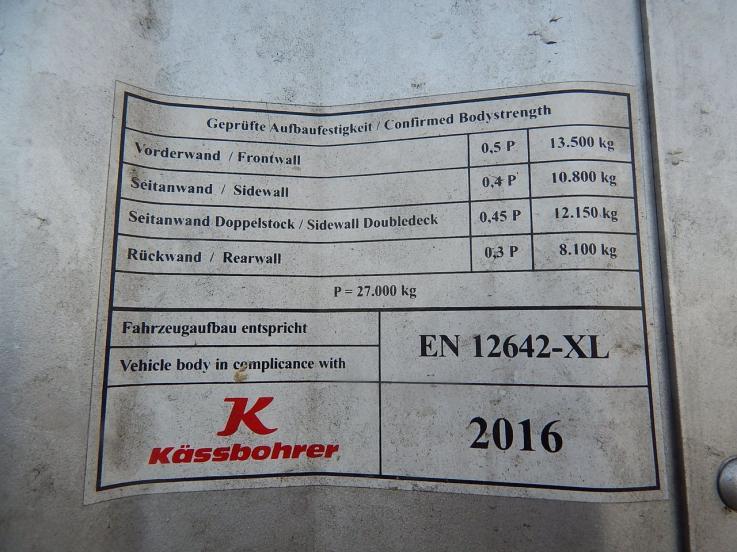 Geprüfte Aufbaufestigkeit / Confirmed Bodystrength
Vorderwand / Frontwall 0,5 P 13.500 kg
Seitanwand / Sidewall 0,4 P 10.800 kg
Seitanwand Doppelstock / Sidewall Doubledeck 0,45 P 12.150 kg
Rückwand / Rearwall 0,3 P 8.100 kg
P = 27.000 kg
Fahrzeugaufbau entspricht
Vehicle body in complicance with
EN 12642-XL
K
Kässbohrer
2016